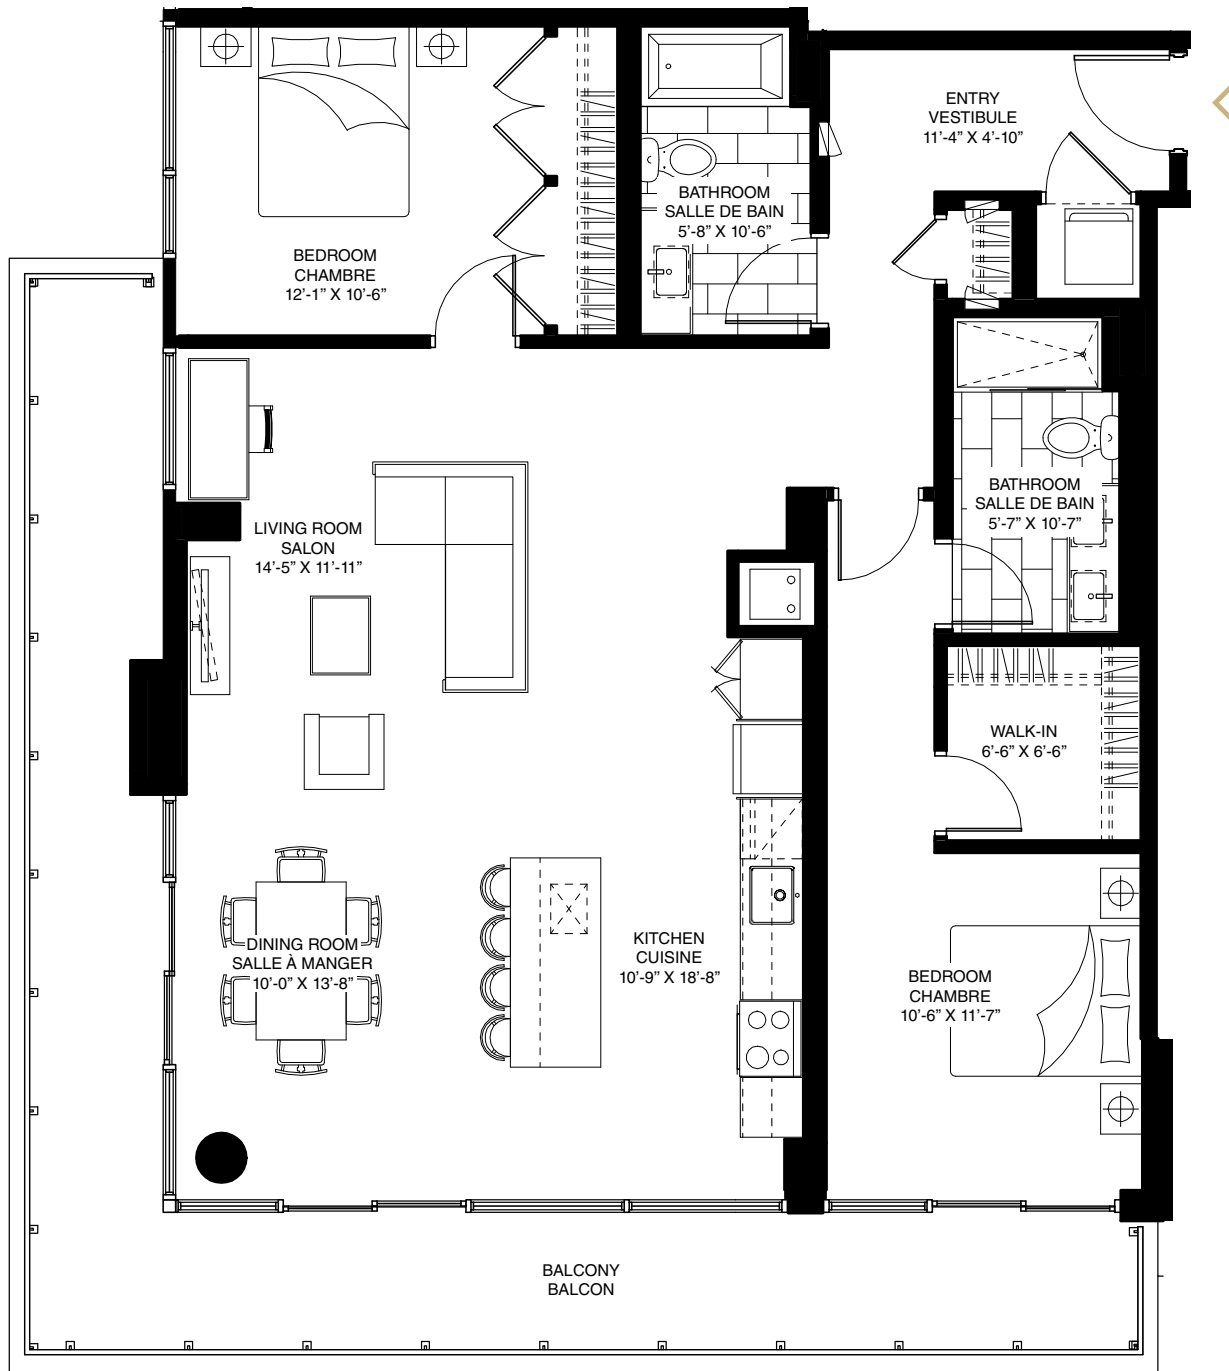 ENTRY
VESTIBULE
11'-4” X 4'-10”
BATHROOM
SALLE DE BAIN
5'-8” X 10'-6”
BEDROOM
CHAMBRE
12'-1” X 10'-6”
BATHROOM
SALLE DE BAIN
5'-7” X 10'-7”
LIVING ROOM
SALON
14'-5” X 11'-11”
WALK-IN
6'-6” X 6'-6”
DINING ROOM
SALLE À MANGER
10'-0” X 13'-8”
KITCHEN
CUISINE
10'-9” X 18'-8”
BEDROOM
CHAMBRE
10'-6” X 11'-7”
BALCONY
BALCON